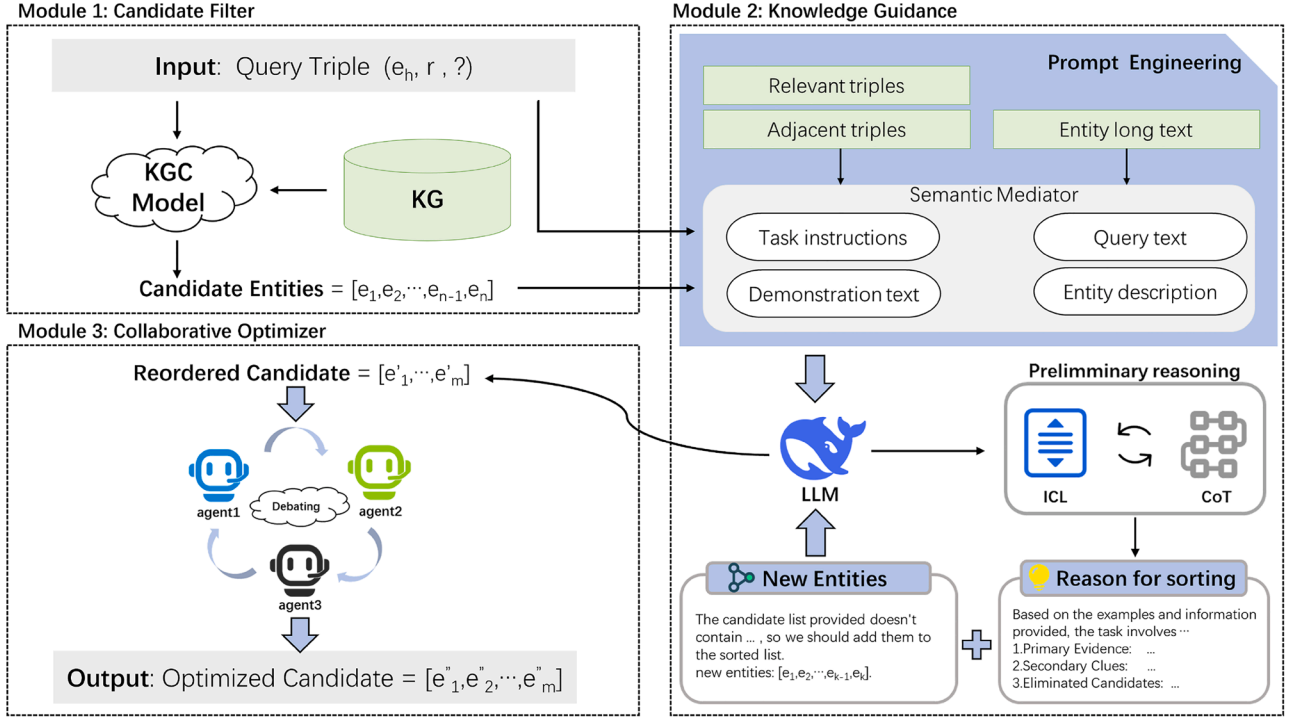 Module 1: Candidate Filter
Input: Query Triple (eₕ, r , ?)
KGC
Model
KG
Candidate Entities = [e₁,e₂,⋯,eₙ₋₁,eₙ]
Module 2: Knowledge Guidance
Prompt Engineering
Relevant triples
Adjacent triples
Entity long text
Semantic Mediator
Task instructions
Query text
Demonstration text
Entity description
LLM
Prelimminary reasoning
ICL
CoT
New Entities
The candidate list provided doesn't
contain ... , so we should add them to
the sorted list.
new entities: [e₁,e₂,⋯,eₖ₋₁,eₖ].
Reason for sorting
Based on the examples and information
provided, the task involves ⋯
1.Primary Evidence: ...
2.Secondary Clues: ...
3.Eliminated Candidates: ...
Module 3: Collaborative Optimizer
Reordered Candidate = [e'₁,⋯,e'ₘ]
agent1
Debating
agent2
agent3
Output: Optimized Candidate = [e"₁,e"₂,⋯,e"ₘ]